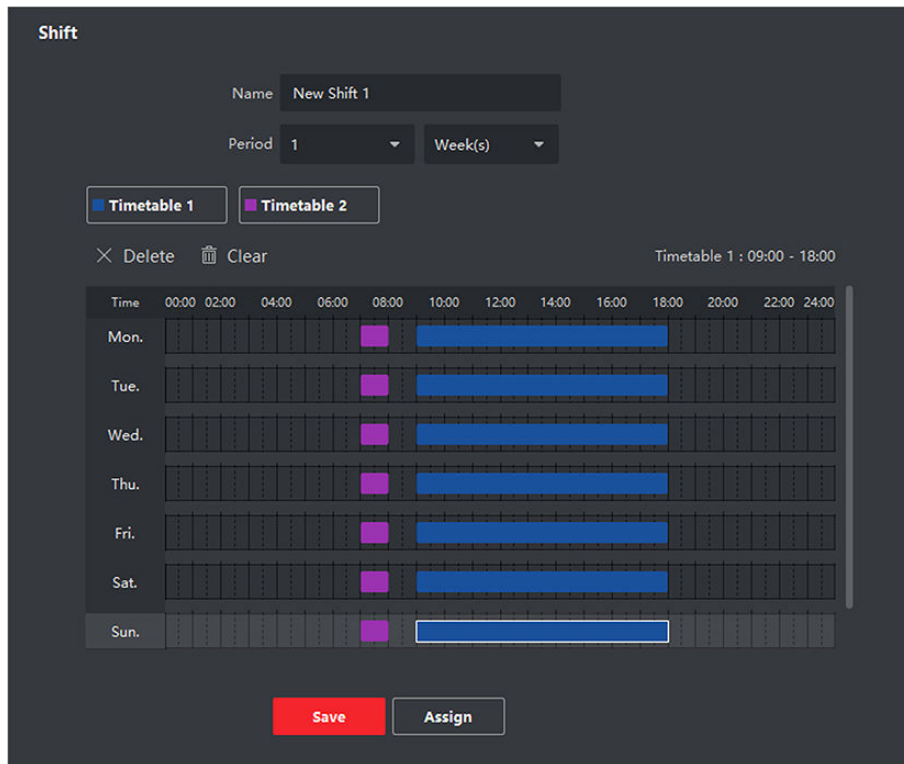 Shift
Name New Shift 1
Period 1 Week(s)
Timetable 1 Timetable 2
Delete Clear Timetable 1 : 09:00 - 18:00
Time 00:00 02:00 04:00 06:00 08:00 10:00 12:00 14:00 16:00 18:00 20:00 22:00 24:00
Mon.
Tue.
Wed.
Thu.
Fri.
Sat.
Sun.
Save Assign